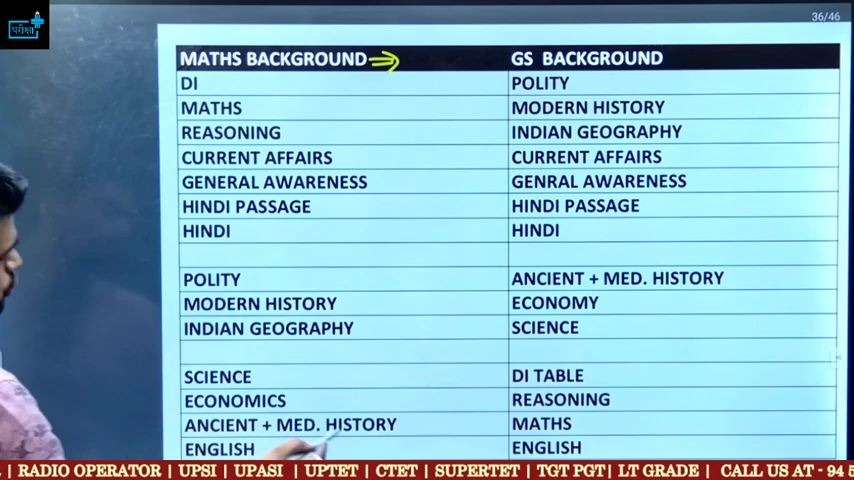 परीक्षा
36/46
MATHS BACKGROUND GS BACKGROUND
DI POLITY
MATHS MODERN HISTORY
REASONING INDIAN GEOGRAPHY
CURRENT AFFAIRS CURRENT AFFAIRS
GENERAL AWARENESS GENRAL AWARENESS
HINDI PASSAGE HINDI PASSAGE
HINDI HINDI
POLITY ANCIENT + MED. HISTORY
MODERN HISTORY ECONOMY
INDIAN GEOGRAPHY SCIENCE
SCIENCE DI TABLE
ECONOMICS REASONING
ANCIENT + MED. HISTORY MATHS
ENGLISH ENGLISH
| RADIO OPERATOR | UPSI | UPASI | UPTET | CTET | SUPERTET | TGT PGT| LT GRADE | CALL US AT - 94 5